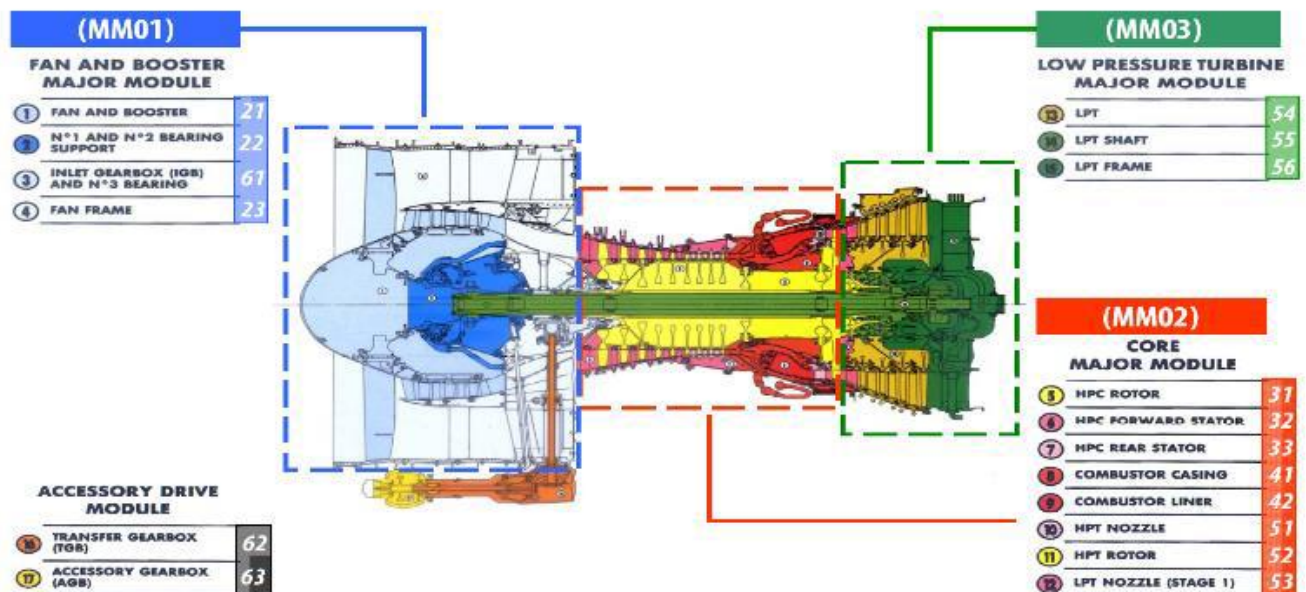 (MM01)
FAN AND BOOSTER
MAJOR MODULE
1 FAN AND BOOSTER 21
2 N°1 AND N°2 BEARING
SUPPORT 22
3 INLET GEARBOX (IGB)
AND N°3 BEARING 61
4 FAN FRAME 23
ACCESSORY DRIVE
MODULE
16 TRANSFER GEARBOX
(TGB) 62
17 ACCESSORY GEARBOX
(AGB) 63
(MM03)
LOW PRESSURE TURBINE
MAJOR MODULE
13 LPT 54
14 LPT SHAFT 55
15 LPT FRAME 56
(MM02)
CORE
MAJOR MODULE
5 HPC ROTOR 31
6 HPC FORWARD STATOR 32
7 HPC REAR STATOR 33
8 COMBUSTOR CASING 41
9 COMBUSTOR LINER 42
10 HPT NOZZLE 51
11 HPT ROTOR 52
12 LPT NOZZLE (STAGE 1) 53